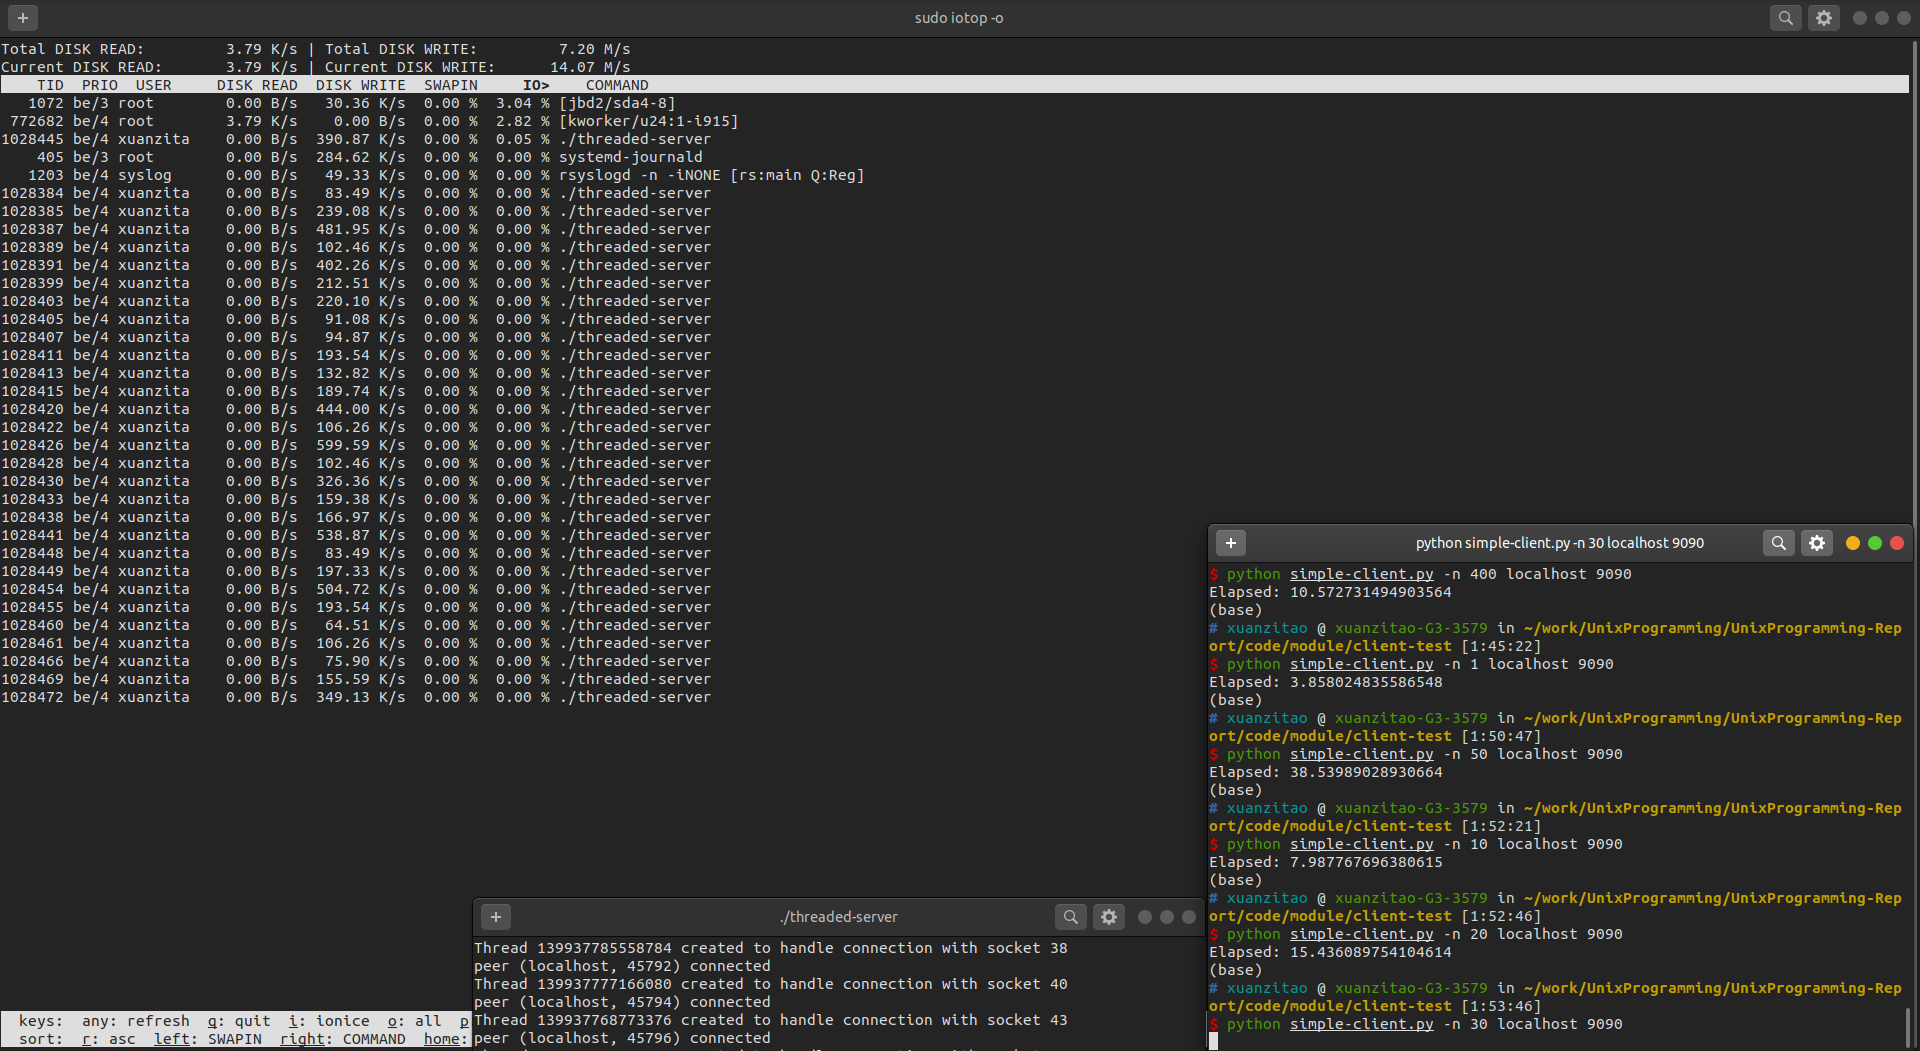 sudo iotop -o
Total DISK READ:         3.79 K/s | Total DISK WRITE:         7.20 M/s
Current DISK READ:       3.79 K/s | Current DISK WRITE:      14.07 M/s
TID  PRIO  USER     DISK READ  DISK WRITE  SWAPIN     IO>    COMMAND
1072 be/3 root        0.00 B/s   30.36 K/s  0.00 %  3.04 % [jbd2/sda4-8]
772682 be/4 root        3.79 K/s    0.00 B/s  0.00 %  2.82 % [kworker/u24:1-i915]
1028445 be/4 xuanzita    0.00 B/s  390.87 K/s  0.00 %  0.05 % ./threaded-server
405 be/3 root        0.00 B/s  284.62 K/s  0.00 %  0.00 % systemd-journald
1203 be/4 syslog      0.00 B/s   49.33 K/s  0.00 %  0.00 % rsyslogd -n -iNONE [rs:main Q:Reg]
1028384 be/4 xuanzita    0.00 B/s   83.49 K/s  0.00 %  0.00 % ./threaded-server
1028385 be/4 xuanzita    0.00 B/s  239.08 K/s  0.00 %  0.00 % ./threaded-server
1028387 be/4 xuanzita    0.00 B/s  481.95 K/s  0.00 %  0.00 % ./threaded-server
1028389 be/4 xuanzita    0.00 B/s  102.46 K/s  0.00 %  0.00 % ./threaded-server
1028391 be/4 xuanzita    0.00 B/s  402.26 K/s  0.00 %  0.00 % ./threaded-server
1028399 be/4 xuanzita    0.00 B/s  212.51 K/s  0.00 %  0.00 % ./threaded-server
1028403 be/4 xuanzita    0.00 B/s  220.10 K/s  0.00 %  0.00 % ./threaded-server
1028405 be/4 xuanzita    0.00 B/s   91.08 K/s  0.00 %  0.00 % ./threaded-server
1028407 be/4 xuanzita    0.00 B/s   94.87 K/s  0.00 %  0.00 % ./threaded-server
1028411 be/4 xuanzita    0.00 B/s  193.54 K/s  0.00 %  0.00 % ./threaded-server
1028413 be/4 xuanzita    0.00 B/s  132.82 K/s  0.00 %  0.00 % ./threaded-server
1028415 be/4 xuanzita    0.00 B/s  189.74 K/s  0.00 %  0.00 % ./threaded-server
1028420 be/4 xuanzita    0.00 B/s  444.00 K/s  0.00 %  0.00 % ./threaded-server
1028422 be/4 xuanzita    0.00 B/s  106.26 K/s  0.00 %  0.00 % ./threaded-server
1028426 be/4 xuanzita    0.00 B/s  599.59 K/s  0.00 %  0.00 % ./threaded-server
1028428 be/4 xuanzita    0.00 B/s  102.46 K/s  0.00 %  0.00 % ./threaded-server
1028430 be/4 xuanzita    0.00 B/s  326.36 K/s  0.00 %  0.00 % ./threaded-server
1028433 be/4 xuanzita    0.00 B/s  159.38 K/s  0.00 %  0.00 % ./threaded-server
1028438 be/4 xuanzita    0.00 B/s  166.97 K/s  0.00 %  0.00 % ./threaded-server
1028441 be/4 xuanzita    0.00 B/s  538.87 K/s  0.00 %  0.00 % ./threaded-server
1028448 be/4 xuanzita    0.00 B/s   83.49 K/s  0.00 %  0.00 % ./threaded-server
1028449 be/4 xuanzita    0.00 B/s  197.33 K/s  0.00 %  0.00 % ./threaded-server
1028454 be/4 xuanzita    0.00 B/s  504.72 K/s  0.00 %  0.00 % ./threaded-server
1028455 be/4 xuanzita    0.00 B/s  193.54 K/s  0.00 %  0.00 % ./threaded-server
1028460 be/4 xuanzita    0.00 B/s   64.51 K/s  0.00 %  0.00 % ./threaded-server
1028461 be/4 xuanzita    0.00 B/s  106.26 K/s  0.00 %  0.00 % ./threaded-server
1028466 be/4 xuanzita    0.00 B/s   75.90 K/s  0.00 %  0.00 % ./threaded-server
1028469 be/4 xuanzita    0.00 B/s  155.59 K/s  0.00 %  0.00 % ./threaded-server
1028472 be/4 xuanzita    0.00 B/s  349.13 K/s  0.00 %  0.00 % ./threaded-server
keys:  any: refresh  q: quit  i: ionice  o: all  p
sort:  r: asc  left: SWAPIN  right: COMMAND  home:
./threaded-server
Thread 139937785558784 created to handle connection with socket 38
peer (localhost, 45792) connected
Thread 139937777166080 created to handle connection with socket 40
peer (localhost, 45794) connected
Thread 139937768773376 created to handle connection with socket 43
peer (localhost, 45796) connected
python simple-client.py -n 30 localhost 9090
$ python simple-client.py -n 400 localhost 9090
Elapsed: 10.572731494903564
(base)
# xuanzitao @ xuanzitao-G3-3579 in ~/work/UnixProgramming/UnixProgramming-Rep
ort/code/module/client-test [1:45:22]
$ python simple-client.py -n 1 localhost 9090
Elapsed: 3.858024835586548
(base)
# xuanzitao @ xuanzitao-G3-3579 in ~/work/UnixProgramming/UnixProgramming-Rep
ort/code/module/client-test [1:50:47]
$ python simple-client.py -n 50 localhost 9090
Elapsed: 38.53989028930664
(base)
# xuanzitao @ xuanzitao-G3-3579 in ~/work/UnixProgramming/UnixProgramming-Rep
ort/code/module/client-test [1:52:21]
$ python simple-client.py -n 10 localhost 9090
Elapsed: 7.987767696380615
(base)
# xuanzitao @ xuanzitao-G3-3579 in ~/work/UnixProgramming/UnixProgramming-Rep
ort/code/module/client-test [1:52:46]
$ python simple-client.py -n 20 localhost 9090
Elapsed: 15.436089754104614
(base)
# xuanzitao @ xuanzitao-G3-3579 in ~/work/UnixProgramming/UnixProgramming-Rep
ort/code/module/client-test [1:53:46]
$ python simple-client.py -n 30 localhost 9090